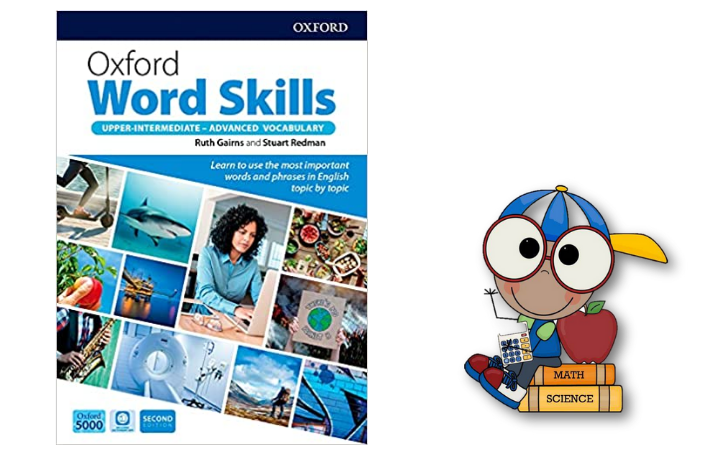 OXFORD
Oxford
Word Skills
UPPER-INTERMEDIATE – ADVANCED VOCABULARY
Ruth Gairns and Stuart Redman
Learn to use the most important
words and phrases in English
topic by topic
Oxford
5000
SECOND
EDITION
MATH
SCIENCE